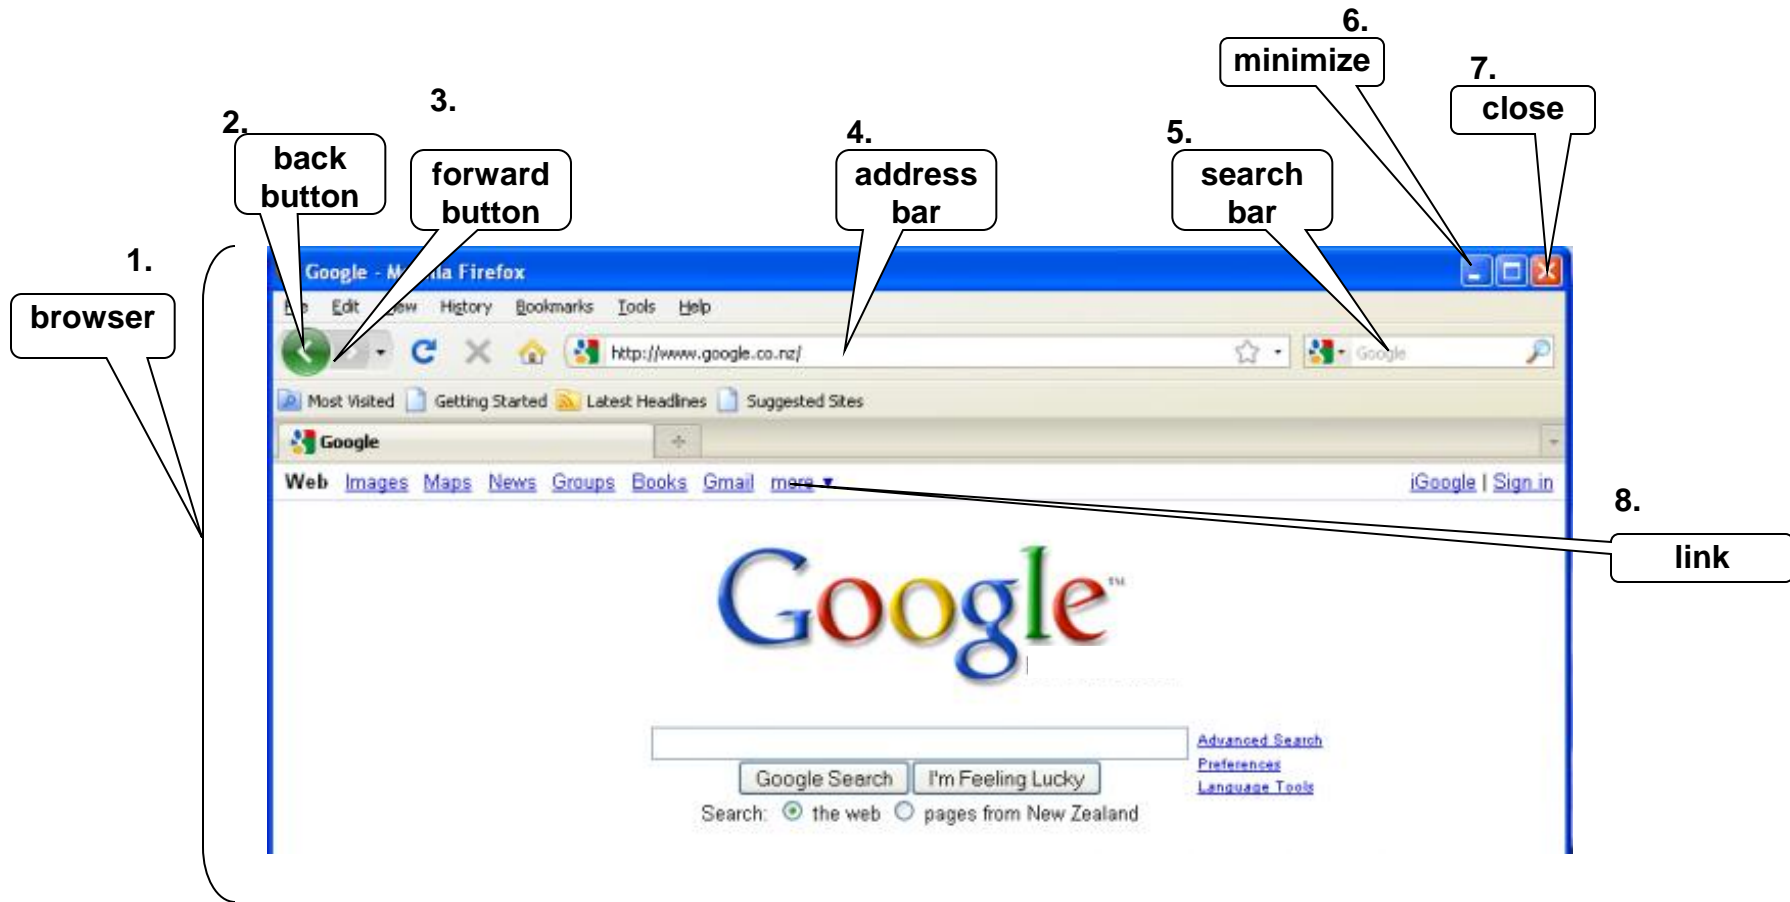 6.
minimize
7.
close
3.
2.
back
button
forward
button
4.
address
bar
5.
search
bar
1.
browser
Google - M la Firefox
Edit History Bookmarks Tools Help
http://www.google.co.nz/
Google
Most Visited Getting Started Latest Headlines Suggested Sites
Google
Web Images Maps News Groups Books Gmail more ▼ iGoogle | Sign in
8.
link
Google™
Advanced Search
Preferences
Language Tools
Google Search I'm Feeling Lucky
Search: the web pages from New Zealand